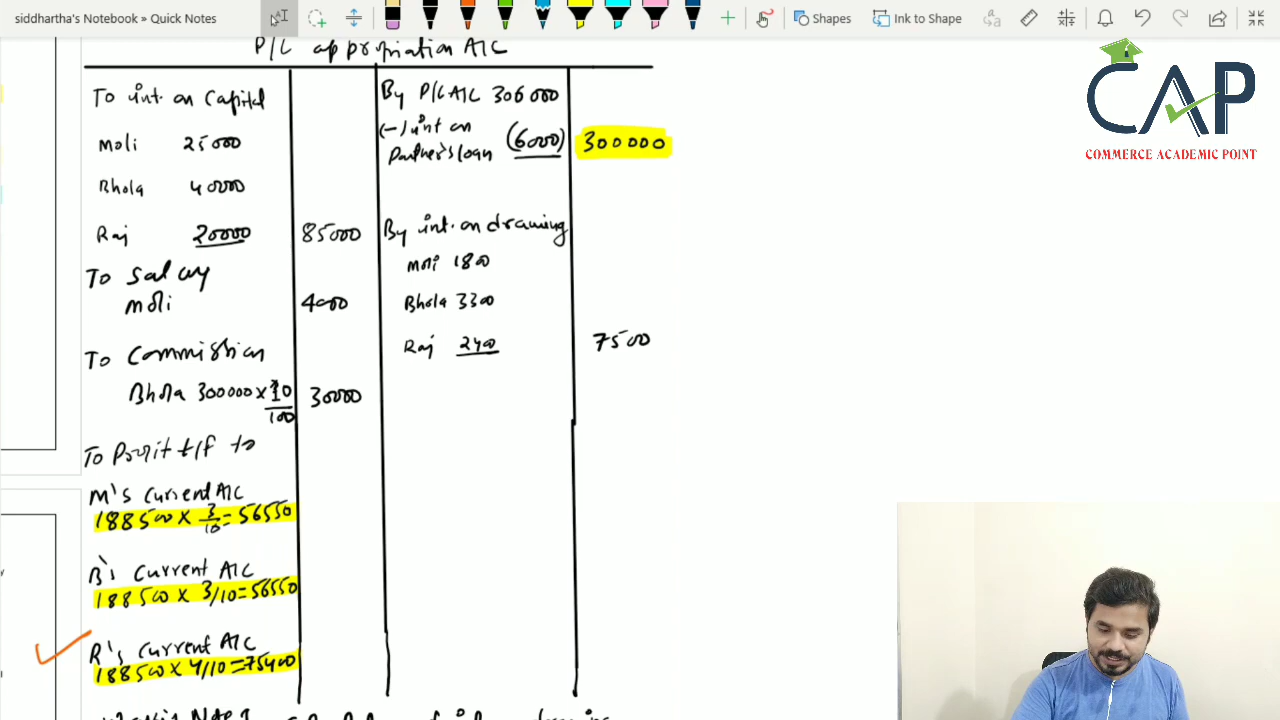 siddhartha's Notebook » Quick Notes
Shapes
Ink to Shape
CAP
COMMERCE ACADEMIC POINT
P/L appropriation A/C
To int. on Capital
Moli 25000
Bhola 40000
Raj 20000 85000
To Salary
Moli 4000
To Commission
Bhola 300000 × 10/100 30000
To Profit t/f to
M's Current A/C
188500 × 3/10 = 56550
B's Current A/C
188500 × 3/10 = 56550
R's Current A/C
188500 × 4/10 = 75400
By P/L A/C 306000
(-) int on
Partner's loan (6000) 300000
By int. on drawing
Moli 1800
Bhola 3300
Raj 2400 7500